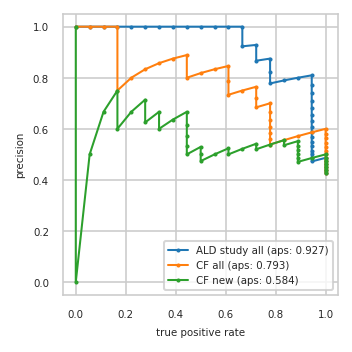 precision
1.0
0.8
0.6
0.4
0.2
0.0
ALD study all (aps: 0.927)
CF all (aps: 0.793)
CF new (aps: 0.584)
0.0 0.2 0.4 0.6 0.8 1.0
true positive rate